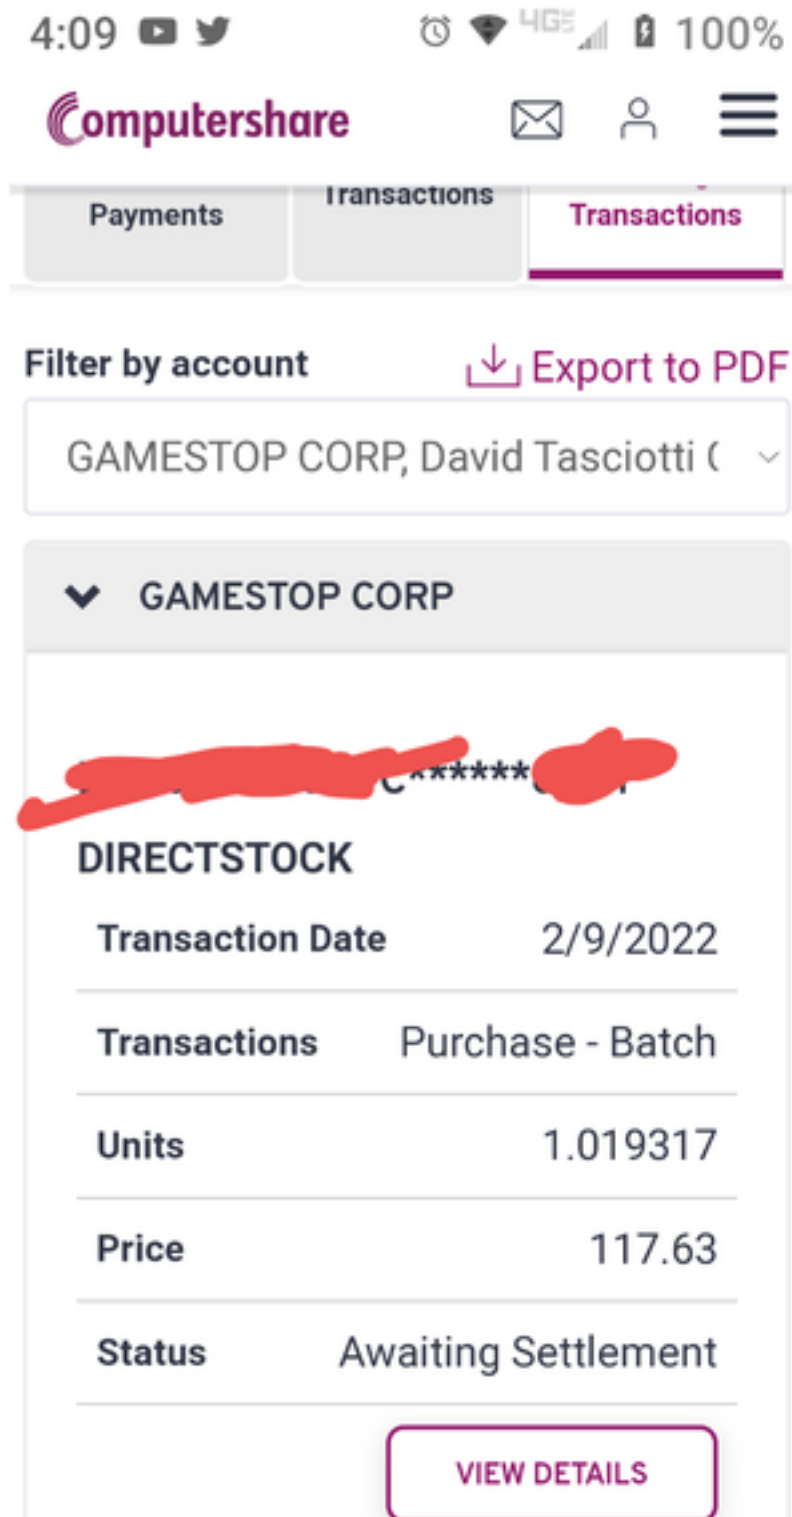 4:09 4G 100%
Computershare
Payments
Transactions
Transactions
Filter by account Export to PDF
GAMESTOP CORP, David Tasciotti (
GAMESTOP CORP
C******
DIRECTSTOCK
Transaction Date 2/9/2022
Transactions Purchase - Batch
Units 1.019317
Price 117.63
Status Awaiting Settlement
VIEW DETAILS